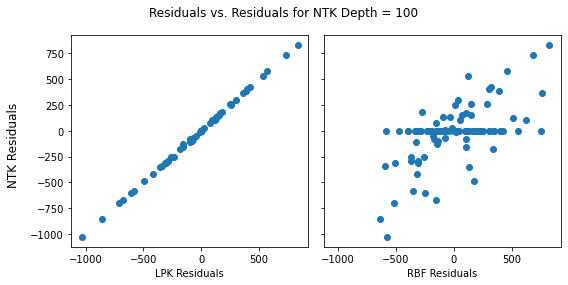 Residuals vs. Residuals for NTK Depth = 100
NTK Residuals
750
500
250
0
−250
−500
−750
−1000
−1000 −500 0 500
LPK Residuals
−1000 −500 0 500
RBF Residuals